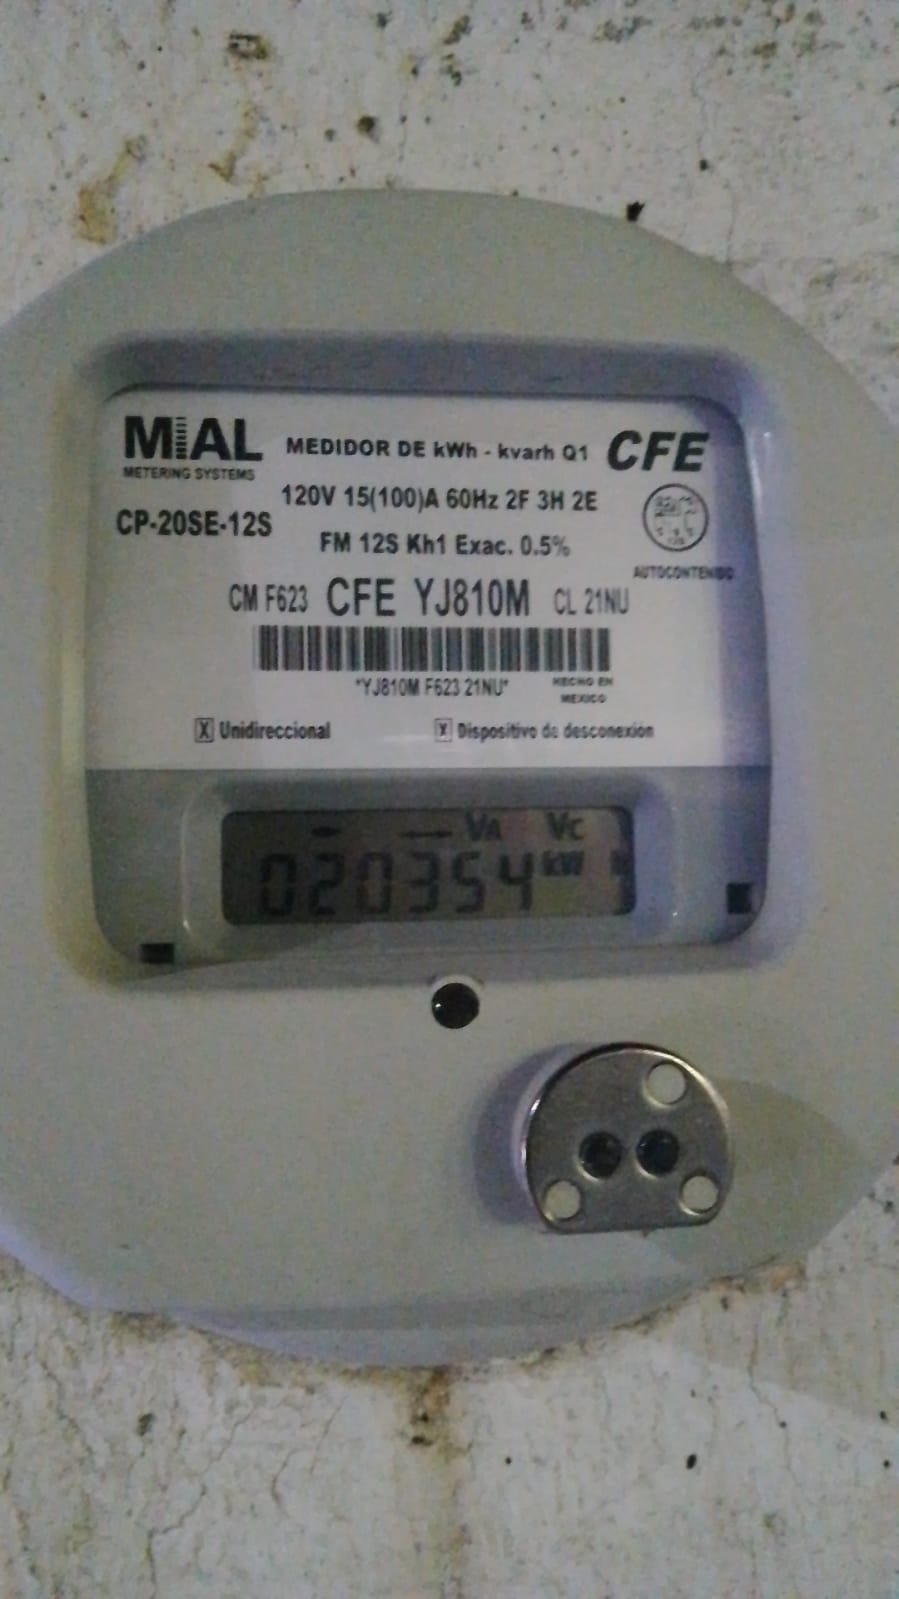 MIAL
METERING SYSTEMS
MEDIDOR DE kWh - kvarh Q1
CFE
120V 15(100)A 60Hz 2F 3H 2E
CP-20SE-12S
FM 12S Kh1 Exac. 0.5%
AUTOCONTENIDO
CM F623 CFE YJ810M CL 21NU
*YJ810M F623 21NU*
HECHO EN
MEXICO
X Unidireccional
X Dispositivo de desconexión
VA VC
020354 kW